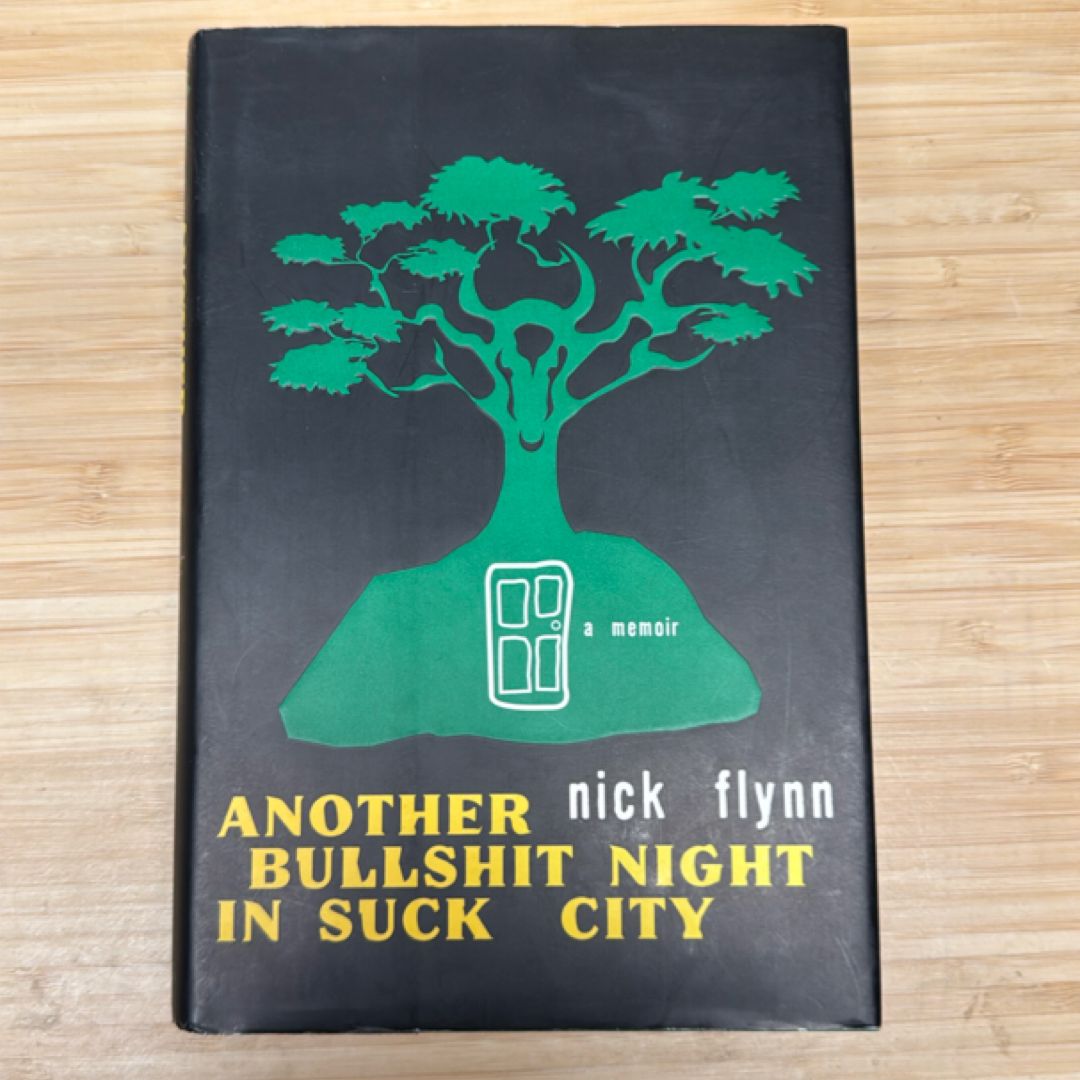 a memoir
nick flynn
ANOTHER
BULLSHIT NIGHT
IN SUCK CITY